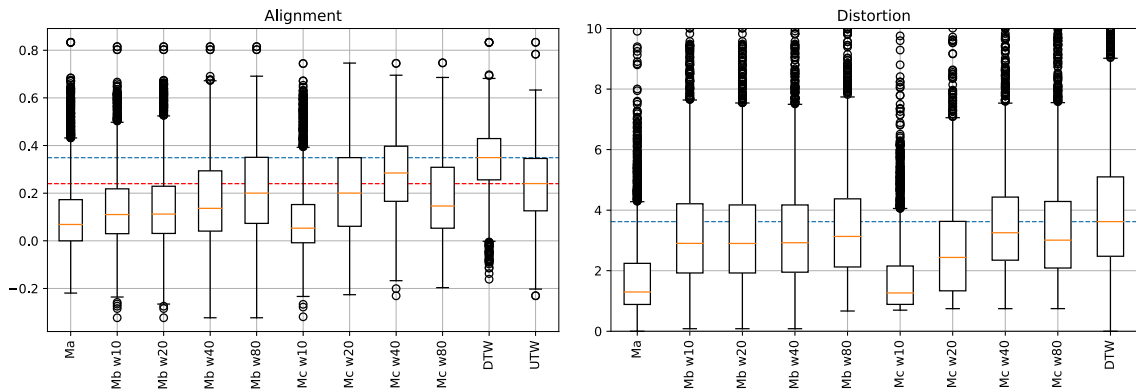 Alignment
0.8
0.6
0.4
0.2
0.0
−0.2
Ma
Mb w10
Mb w20
Mb w40
Mb w80
Mc w10
Mc w20
Mc w40
Mc w80
DTW
UTW
Distortion
10
8
6
4
2
0
Ma
Mb w10
Mb w20
Mb w40
Mb w80
Mc w10
Mc w20
Mc w40
Mc w80
DTW